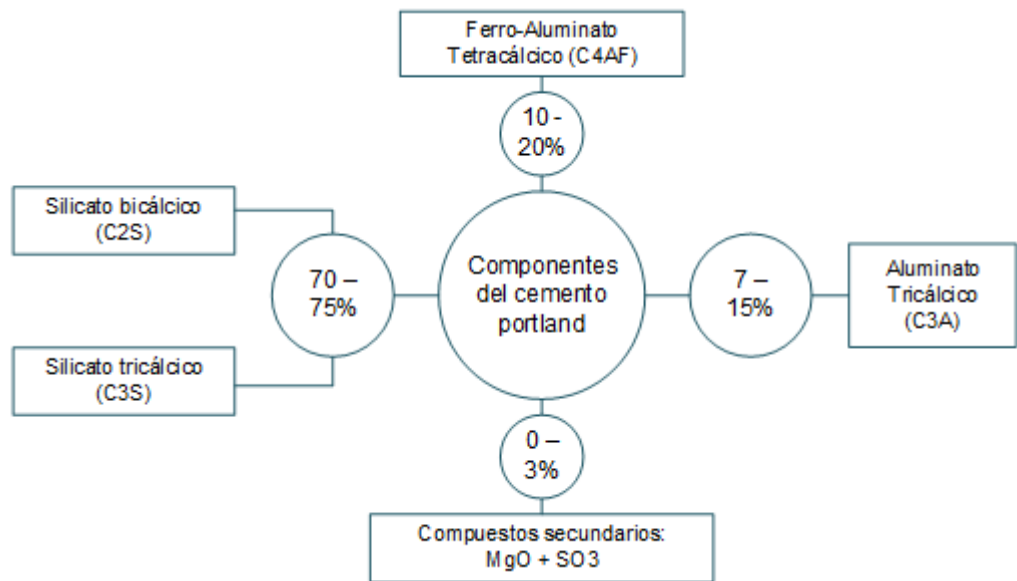 Ferro-Aluminato
Tetracálcico (C4AF)
10 -
20%
Silicato bicálcico
(C2S)
70 –
75%
Silicato tricálcico
(C3S)
Componentes
del cemento
portland
7 –
15%
Aluminato
Tricálcico
(C3A)
0 –
3%
Compuestos secundarios:
MgO + SO3